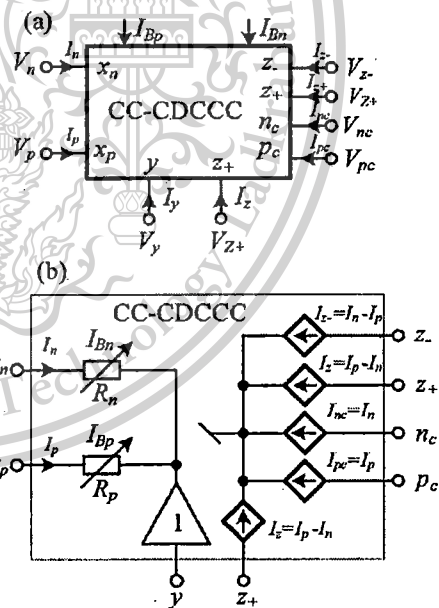 (a)
I_Bp I_Bn
V_n I_n x_n z_- I_z- V_z-
z_+ I_z+ V_Z+
CC-CDCCC
n_c I_nc V_nc
V_p I_p x_p p_c I_pc V_pc
y z_+
I_y I_z
V_y V_Z+
Technology
(b)
CC-CDCCC
I_n I_Bn R_n
I_z-=I_n-I_p z_-
I_z=I_p-I_n z_+
I_nc=I_n n_c
I_p I_Bp R_p
I_pc=I_p p_c
1
I_z=I_p-I_n
y z_+